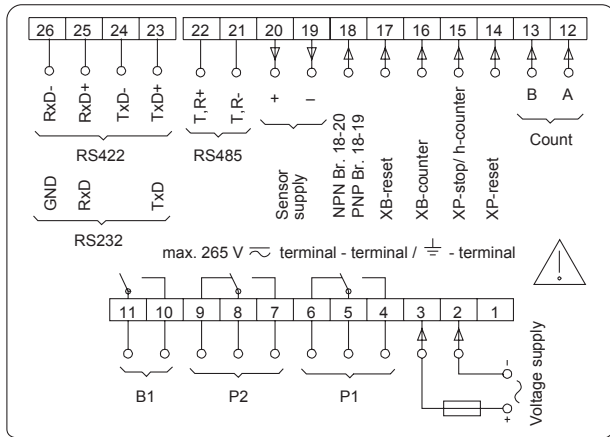 26 25 24 23 22 21 20 19 18 17 16 15 14 13 12
RxD- RxD+ TxD- TxD+ T,R+ T,R- + – NPN Br. 18-20 XB-reset XB-counter XP-stop/ h-counter XP-reset B A
PNP Br. 18-19
RS422 RS485 Sensor supply Count
GND RxD TxD
RS232
max. 265 V ⎓ ~ terminal - terminal / ⏚ - terminal
!
11 10 9 8 7 6 5 4 3 2 1
B1 P2 P1
- ~ +
Voltage supply